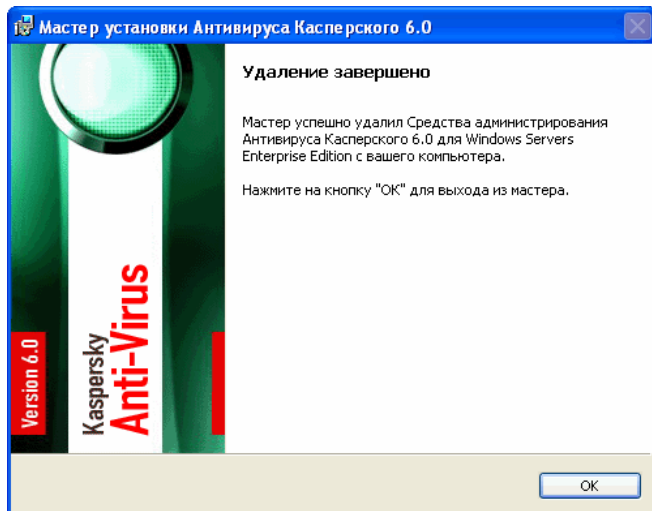 Мастер установки Антивируса Касперского 6.0
Удаление завершено
Мастер успешно удалил Средства администрирования
Антивируса Касперского 6.0 для Windows Servers
Enterprise Edition с вашего компьютера.
Нажмите на кнопку "ОК" для выхода из мастера.
Version 6.0
Kaspersky
Anti-Virus
OK